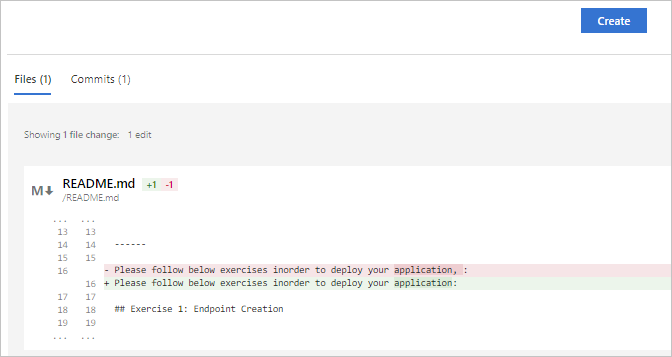 Create
Files (1) Commits (1)
Showing 1 file change: 1 edit
M↓ README.md +1 -1
/README.md
... ...
13 13
14 14 ------
15 15
16 - Please follow below exercises inorder to deploy your application, :
16 + Please follow below exercises inorder to deploy your application:
17 17
18 18 ## Exercise 1: Endpoint Creation
19 19
... ...